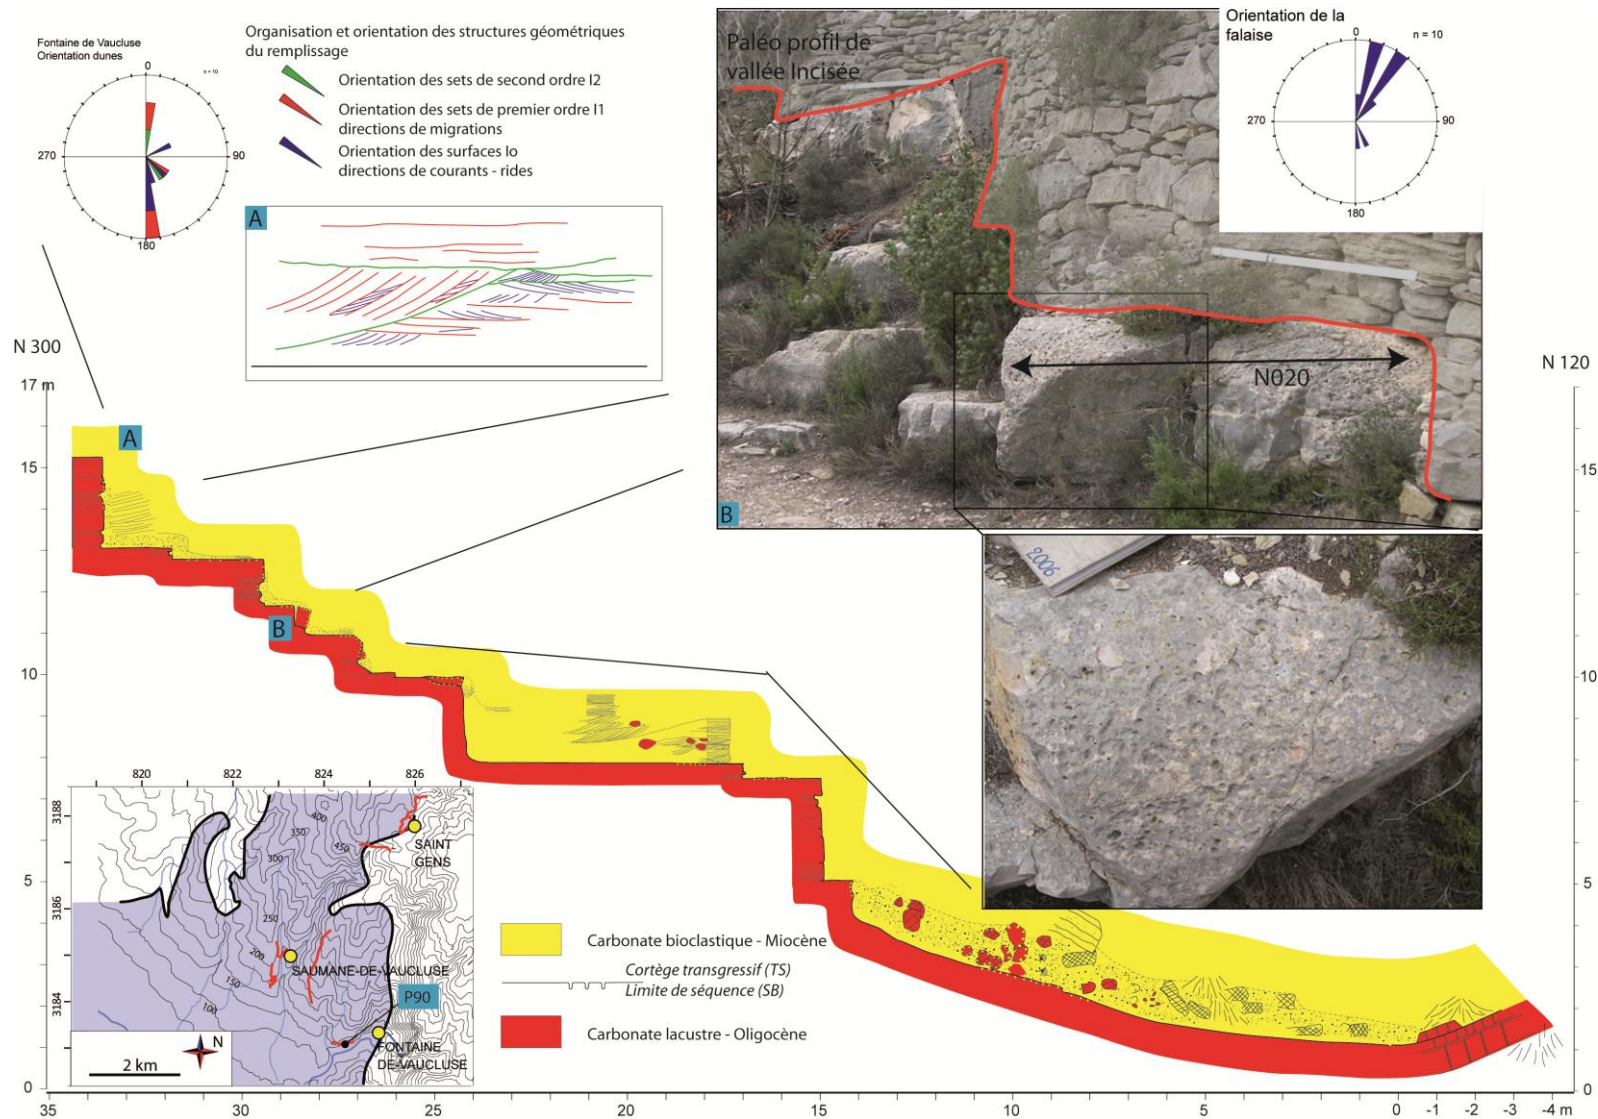 Fontaine de Vaucluse
Orientation dunes
0
n = 10
270
90
180
Organisation et orientation des structures géométriques
du remplissage
Orientation des sets de second ordre I2
Orientation des sets de premier ordre I1
directions de migrations
Orientation des surfaces Io
directions de courants - rides
A
Paléo profil de
vallée Incisée
N020
B
Orientation de la
falaise
0
n = 10
270
90
180
2006
N 300
17 m
15
10
5
0
A
B
N 120
15
10
5
0
820
822
824
826
3188
3186
3184
400
350
450
300
250
200
150
100
SAINT
GENS
SAUMANE-DE-VAUCLUSE
P90
FONTAINE
DE-VAUCLUSE
2 km
N
Carbonate bioclastique - Miocène
Cortège transgressif (TS)
Limite de séquence (SB)
Carbonate lacustre - Oligocène
35
30
25
20
15
10
5
0
-1
-2
-3
-4 m